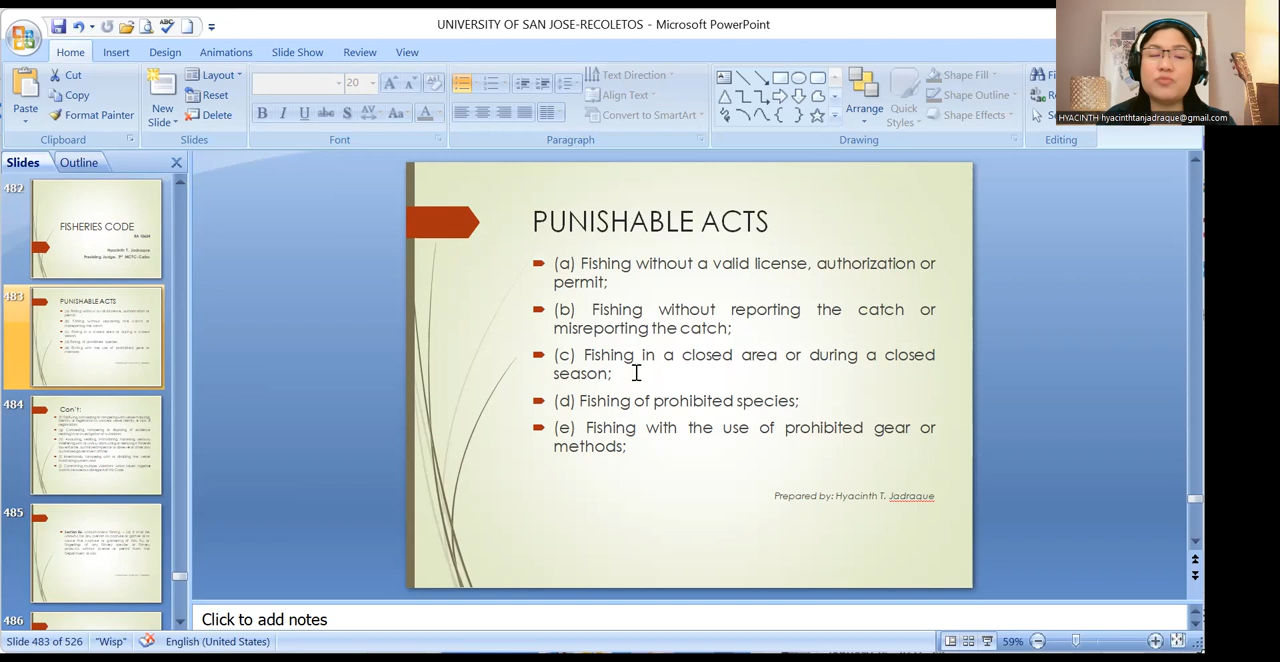 UNIVERSITY OF SAN JOSE-RECOLETOS - Microsoft PowerPoint
Home Insert Design Animations Slide Show Review View
Paste
Cut
Copy
Format Painter
Clipboard
New
Slide
Layout
Reset
Delete
Slides
20
B I U abc S AV Aa A
Font
Text Direction
Align Text
Convert to SmartArt
Paragraph
Arrange
Quick
Styles
Shape Fill
Shape Outline
Shape Effects
Drawing
Editing
HYACINTH hyacinthtanjadraque@gmail.com
Slides Outline
482
FISHERIES CODE
Hyacinth T. Jadraque
483
PUNISHABLE ACTS
484
Con't:
485
486
PUNISHABLE ACTS
(a) Fishing without a valid license, authorization or
permit;
(b) Fishing without reporting the catch or
misreporting the catch;
(c) Fishing in a closed area or during a closed
season;
(d) Fishing of prohibited species;
(e) Fishing with the use of prohibited gear or
methods;
Prepared by: Hyacinth T. Jadraque
Click to add notes
Slide 483 of 526 "Wisp" English (United States) 59%